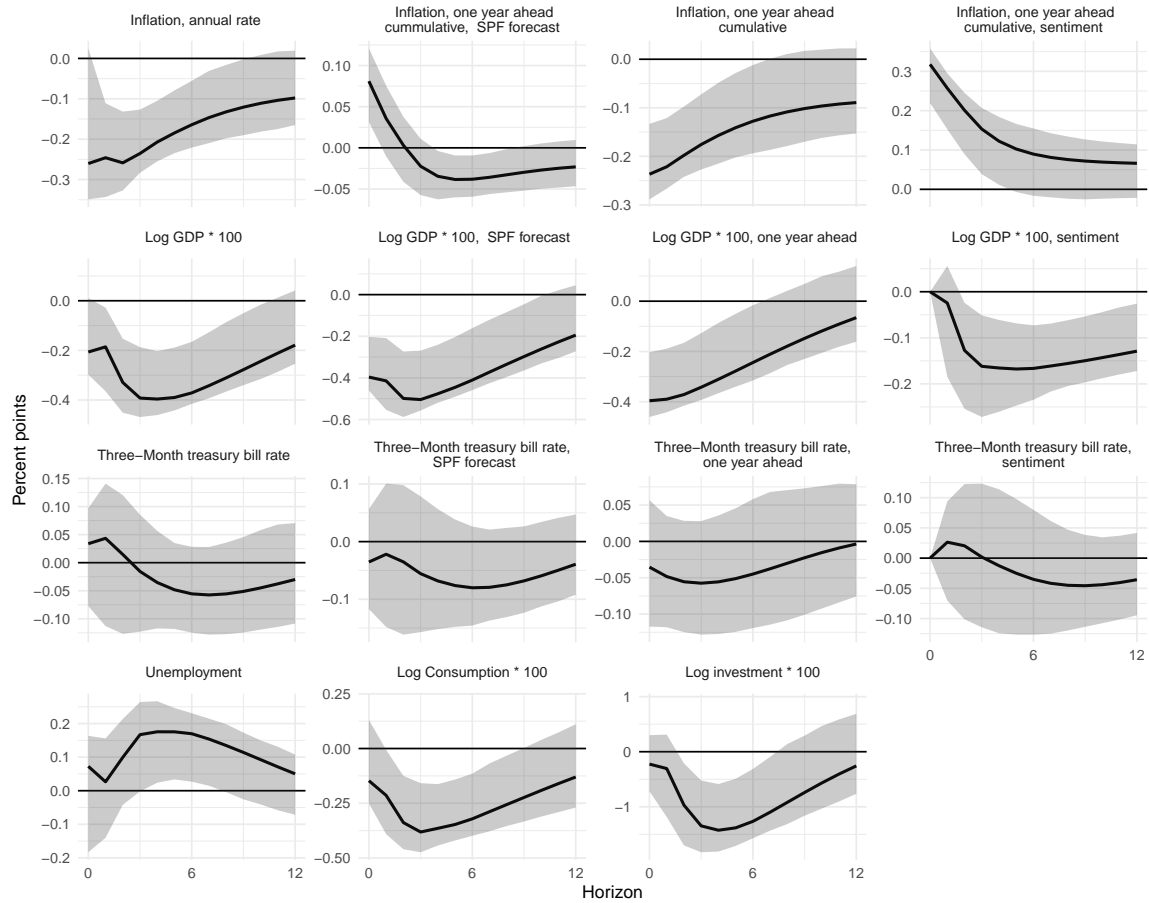 Inflation, annual rate
Inflation, one year ahead
cummulative, SPF forecast
Inflation, one year ahead
cumulative
Inflation, one year ahead
cumulative, sentiment
0.0
−0.1
−0.2
−0.3
0.10
0.05
0.00
−0.05
0.0
−0.1
−0.2
−0.3
0.3
0.2
0.1
0.0
Log GDP * 100
Log GDP * 100, SPF forecast
Log GDP * 100, one year ahead
Log GDP * 100, sentiment
0.0
−0.2
−0.4
0.0
−0.2
−0.4
−0.6
0.0
−0.2
−0.4
0.0
−0.1
−0.2
Percent points
Three−Month treasury bill rate
Three−Month treasury bill rate,
SPF forecast
Three−Month treasury bill rate,
one year ahead
Three−Month treasury bill rate,
sentiment
0.15
0.10
0.05
0.00
−0.05
−0.10
0.1
0.0
−0.1
0.05
0.00
−0.05
−0.10
0.10
0.05
0.00
−0.05
−0.10
0 6 12
Unemployment
Log Consumption * 100
Log investment * 100
0.2
0.1
0.0
−0.1
−0.2
0.25
0.00
−0.25
−0.50
1
0
−1
0 6 12
0 6 12
0 6 12
Horizon